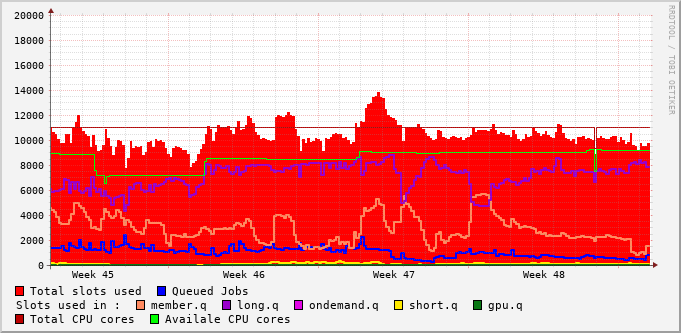 20000
18000
16000
14000
12000
10000
8000
6000
4000
2000
0
Week 45 Week 46 Week 47 Week 48
RRDTOOL / TOBI OETIKER
Total slots used Queued Jobs
Slots used in : member.q long.q ondemand.q short.q gpu.q
Total CPU cores Availale CPU cores